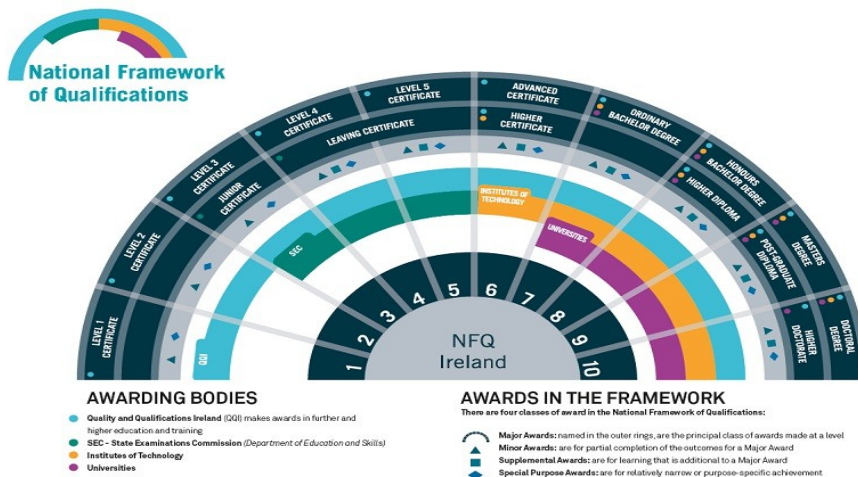 National Framework
of Qualifications
LEVEL 1
CERTIFICATE
LEVEL 2
CERTIFICATE
LEVEL 3
CERTIFICATE
JUNIOR
CERTIFICATE
LEVEL 4
CERTIFICATE
LEAVING CERTIFICATE
LEVEL 5
CERTIFICATE
ADVANCED
CERTIFICATE
HIGHER
CERTIFICATE
ORDINARY
BACHELOR DEGREE
HONOURS
BACHELOR DEGREE
HIGHER DIPLOMA
MASTERS
DEGREE
POST-GRADUATE
DIPLOMA
DOCTORAL
DEGREE
HIGHER
DOCTORATE
QQI
SEC
INSTITUTES OF
TECHNOLOGY
UNIVERSITIES
1
2
3
4
5
6
7
8
9
10
NFQ
Ireland
AWARDING BODIES
Quality and Qualifications Ireland (QQI) makes awards in further and
higher education and training
SEC - State Examinations Commission (Department of Education and Skills)
Institutes of Technology
Universities
AWARDS IN THE FRAMEWORK
There are four classes of award in the National Framework of Qualifications:
Major Awards: named in the outer rings, are the principal class of awards made at a level
Minor Awards: are for partial completion of the outcomes for a Major Award
Supplemental Awards: are for learning that is additional to a Major Award
Special Purpose Awards: are for relatively narrow or purpose-specific achievement